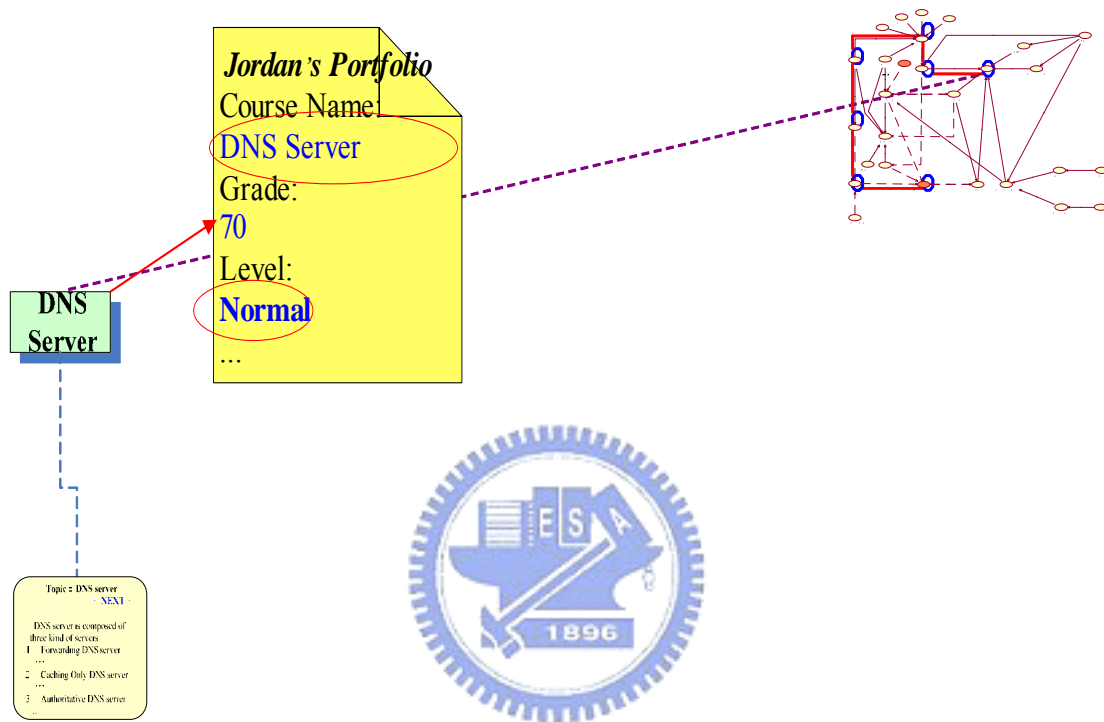 Jordan's Portfolio
Course Name:
DNS Server
Grade:
70
Level:
Normal
...
DNS
Server
Topic : DNS server
NEXT
DNS server is composed of
three kind of servers
1 Forwarding DNS server
...
2 Caching Only DNS server
...
3 Authoritative DNS server
...
E S A
1896